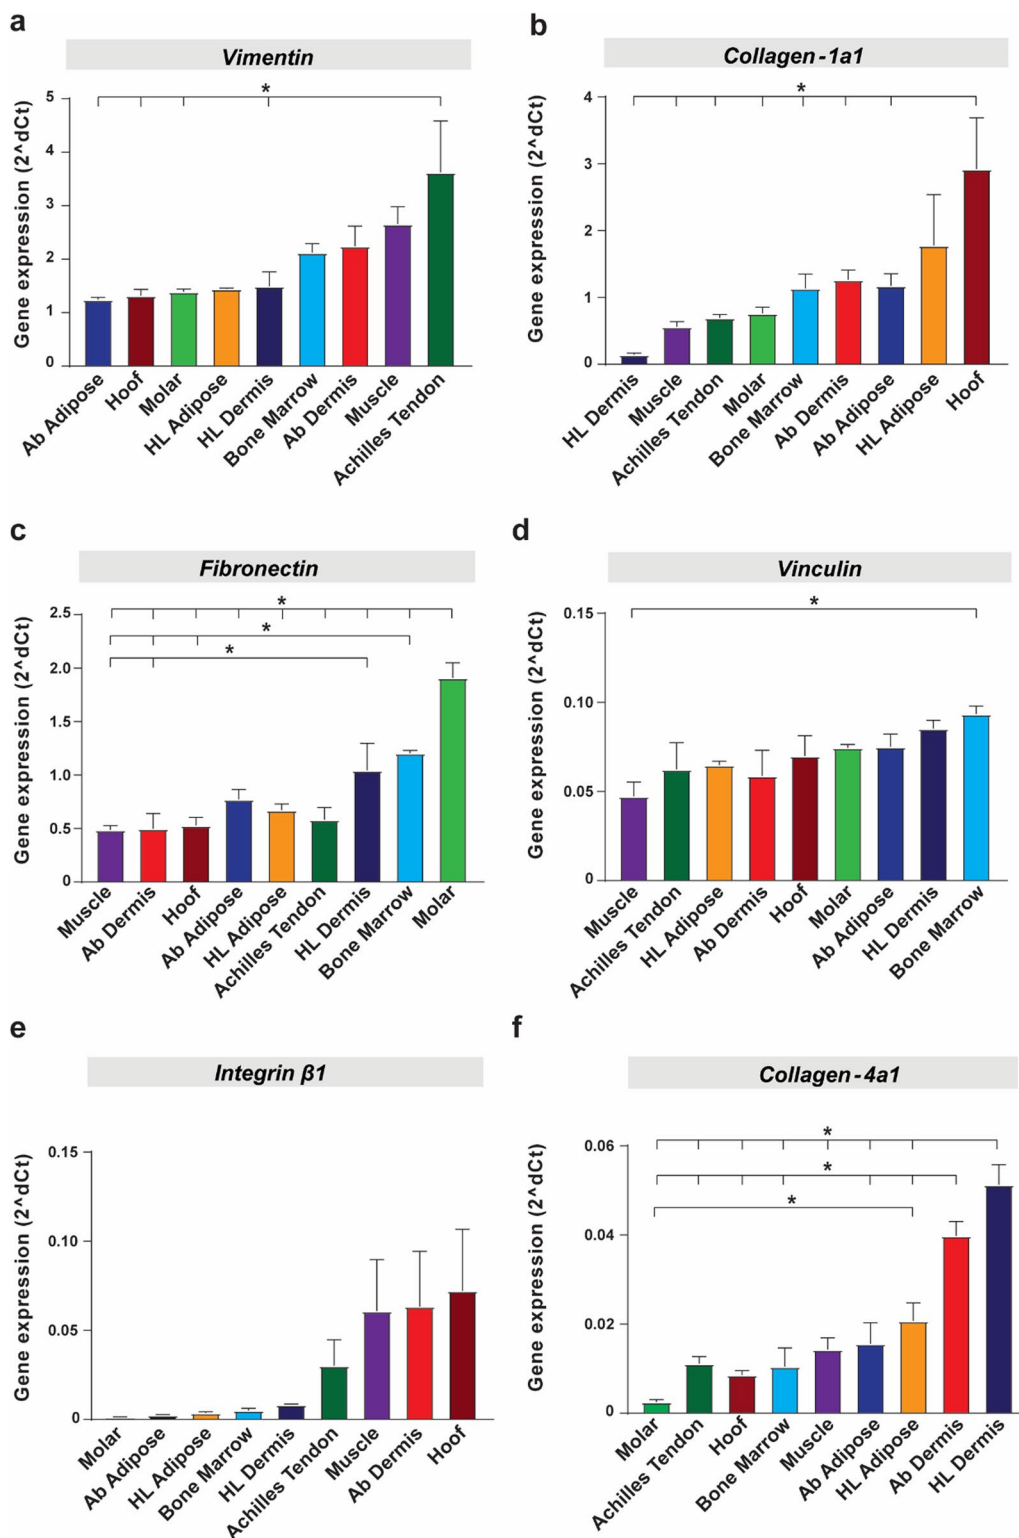 a
Vimentin
*
Gene expression (2^dCt)
5
4
3
2
1
0
Ab Adipose
Hoof
Molar
HL Adipose
HL Dermis
Bone Marrow
Ab Dermis
Muscle
Achilles Tendon
b
Collagen-1a1
*
Gene expression (2^dCt)
4
3
2
1
0
HL Dermis
Muscle
Achilles Tendon
Molar
Bone Marrow
Ab Dermis
Ab Adipose
HL Adipose
Hoof
c
Fibronectin
*
*
*
Gene expression (2^dCt)
2.5
2.0
1.5
1.0
0.5
0
Muscle
Ab Dermis
Hoof
Ab Adipose
HL Adipose
Achilles Tendon
HL Dermis
Bone Marrow
Molar
d
Vinculin
*
Gene expression (2^dCt)
0.15
0.10
0.05
0
Muscle
Achilles Tendon
HL Adipose
Ab Dermis
Hoof
Molar
Ab Adipose
HL Dermis
Bone Marrow
e
Integrin β1
Gene expression (2^dCt)
0.15
0.10
0.05
0
Molar
Ab Adipose
HL Adipose
Bone Marrow
HL Dermis
Achilles Tendon
Muscle
Ab Dermis
Hoof
f
Collagen-4a1
*
*
*
Gene expression (2^dCt)
0.06
0.04
0.02
0
Molar
Achilles Tendon
Hoof
Bone Marrow
Muscle
Ab Adipose
HL Adipose
Ab Dermis
HL Dermis